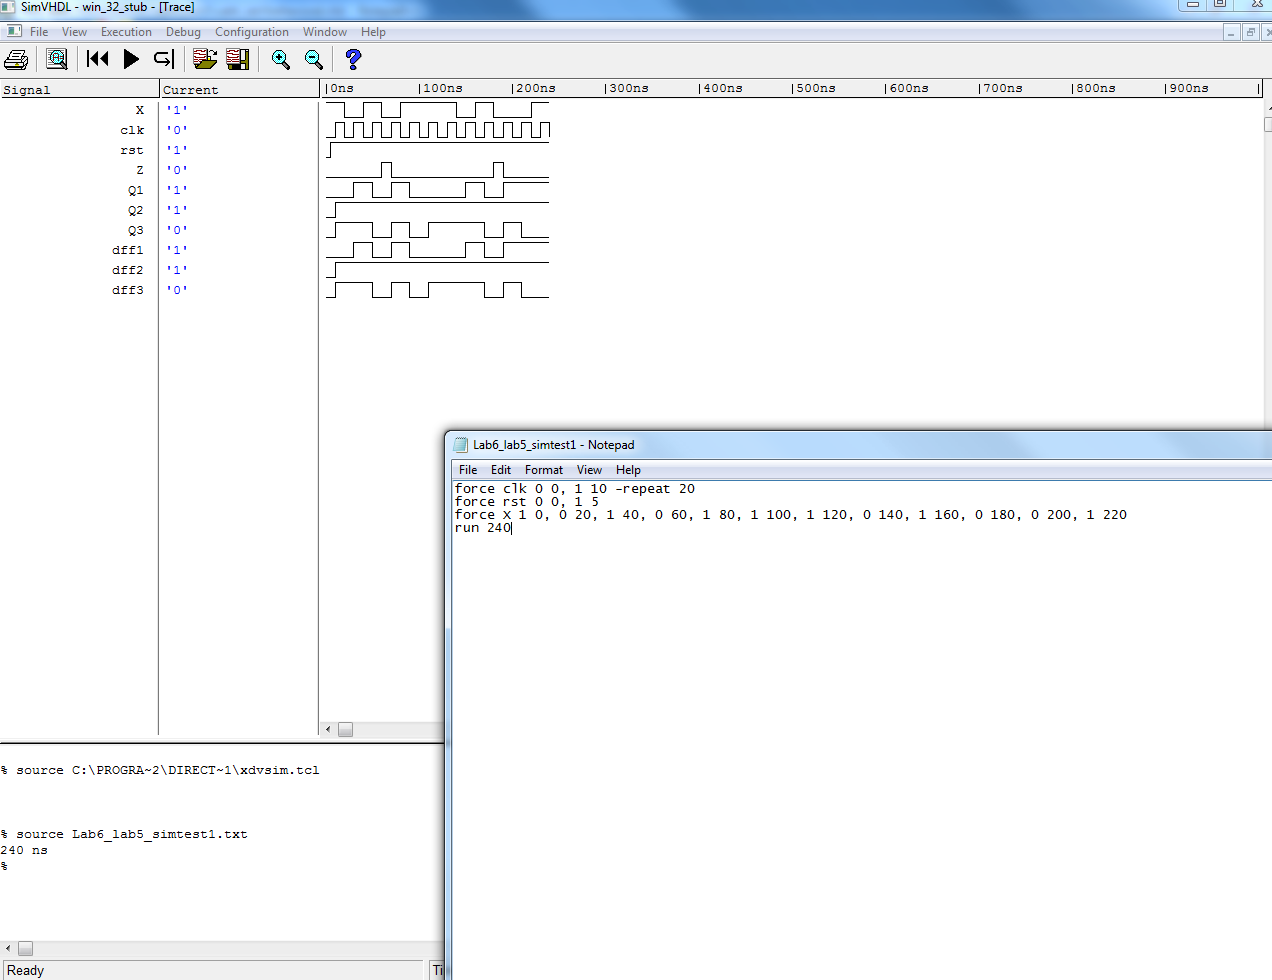 SimVHDL - win_32_stub - [Trace]
File View Execution Debug Configuration Window Help
Signal Current |0ns |100ns |200ns |300ns |400ns |500ns |600ns |700ns |800ns |900ns |
X '1'
clk '0'
rst '1'
Z '0'
Q1 '1'
Q2 '1'
Q3 '0'
dff1 '1'
dff2 '1'
dff3 '0'
Lab6_lab5_simtest1 - Notepad
File Edit Format View Help
force clk 0 0, 1 10 -repeat 20
force rst 0 0, 1 5
force X 1 0, 0 20, 1 40, 0 60, 1 80, 1 100, 1 120, 0 140, 1 160, 0 180, 0 200, 1 220
run 240
% source C:\PROGRA~2\DIRECT~1\xdvsim.tcl
% source Lab6_lab5_simtest1.txt
240 ns
%
Ready Ti